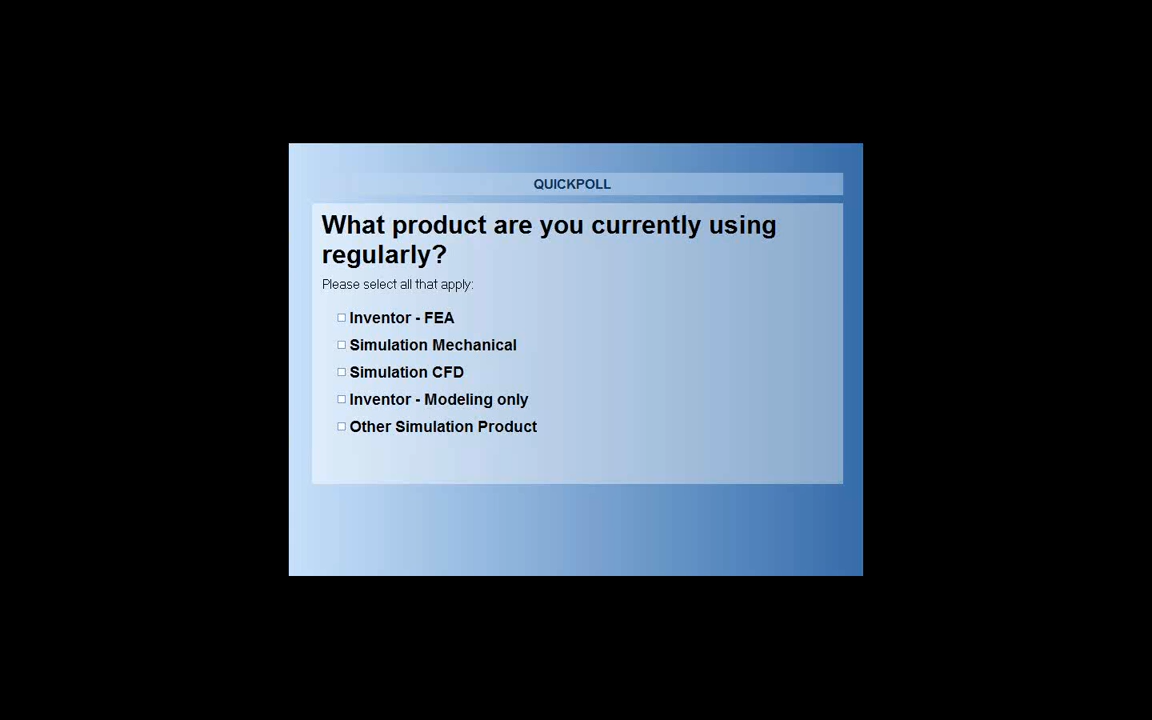 QUICKPOLL
What product are you currently using
regularly?
Please select all that apply:
Inventor - FEA
Simulation Mechanical
Simulation CFD
Inventor - Modeling only
Other Simulation Product